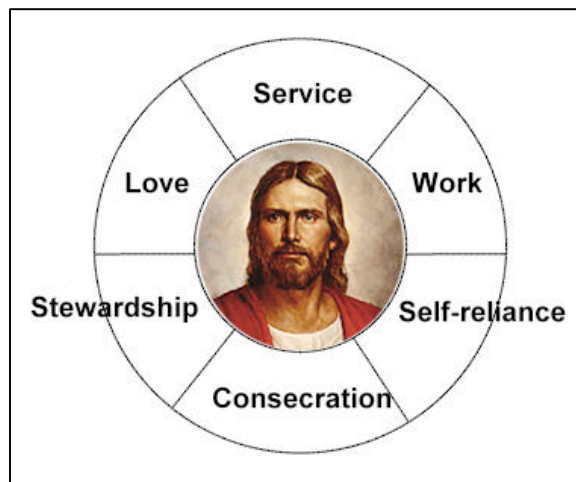 Service
Love
Work
Stewardship
Self-reliance
Consecration